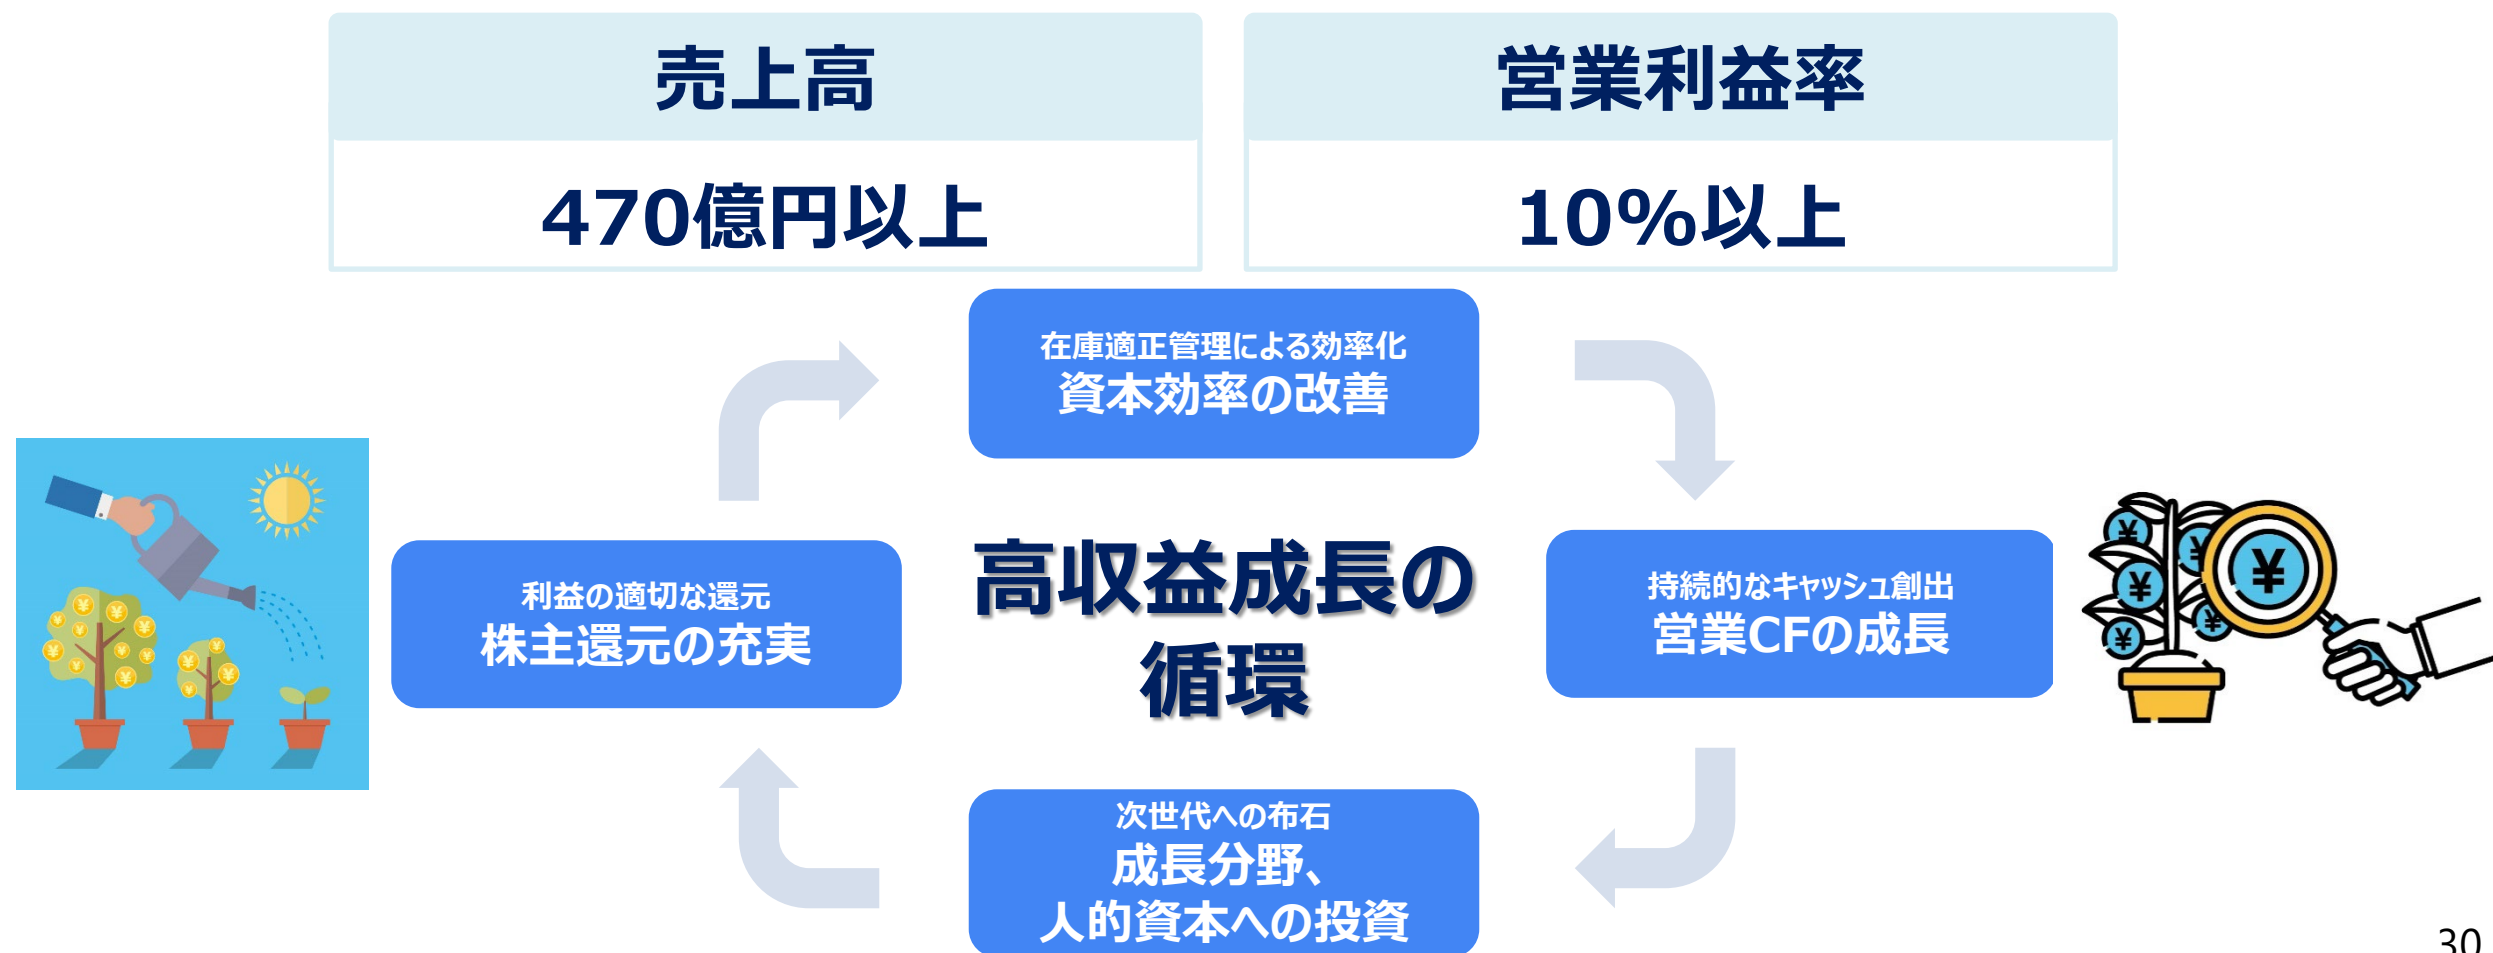 売上高
営業利益率
470億円以上
10%以上
在庫適正管理による効率化
資本効率の改善
利益の適切な還元
株主還元の充実
高収益成長の
循環
持続的なキャッシュ創出
営業CFの成長
次世代への布石
成長分野、
人的資本への投資
30